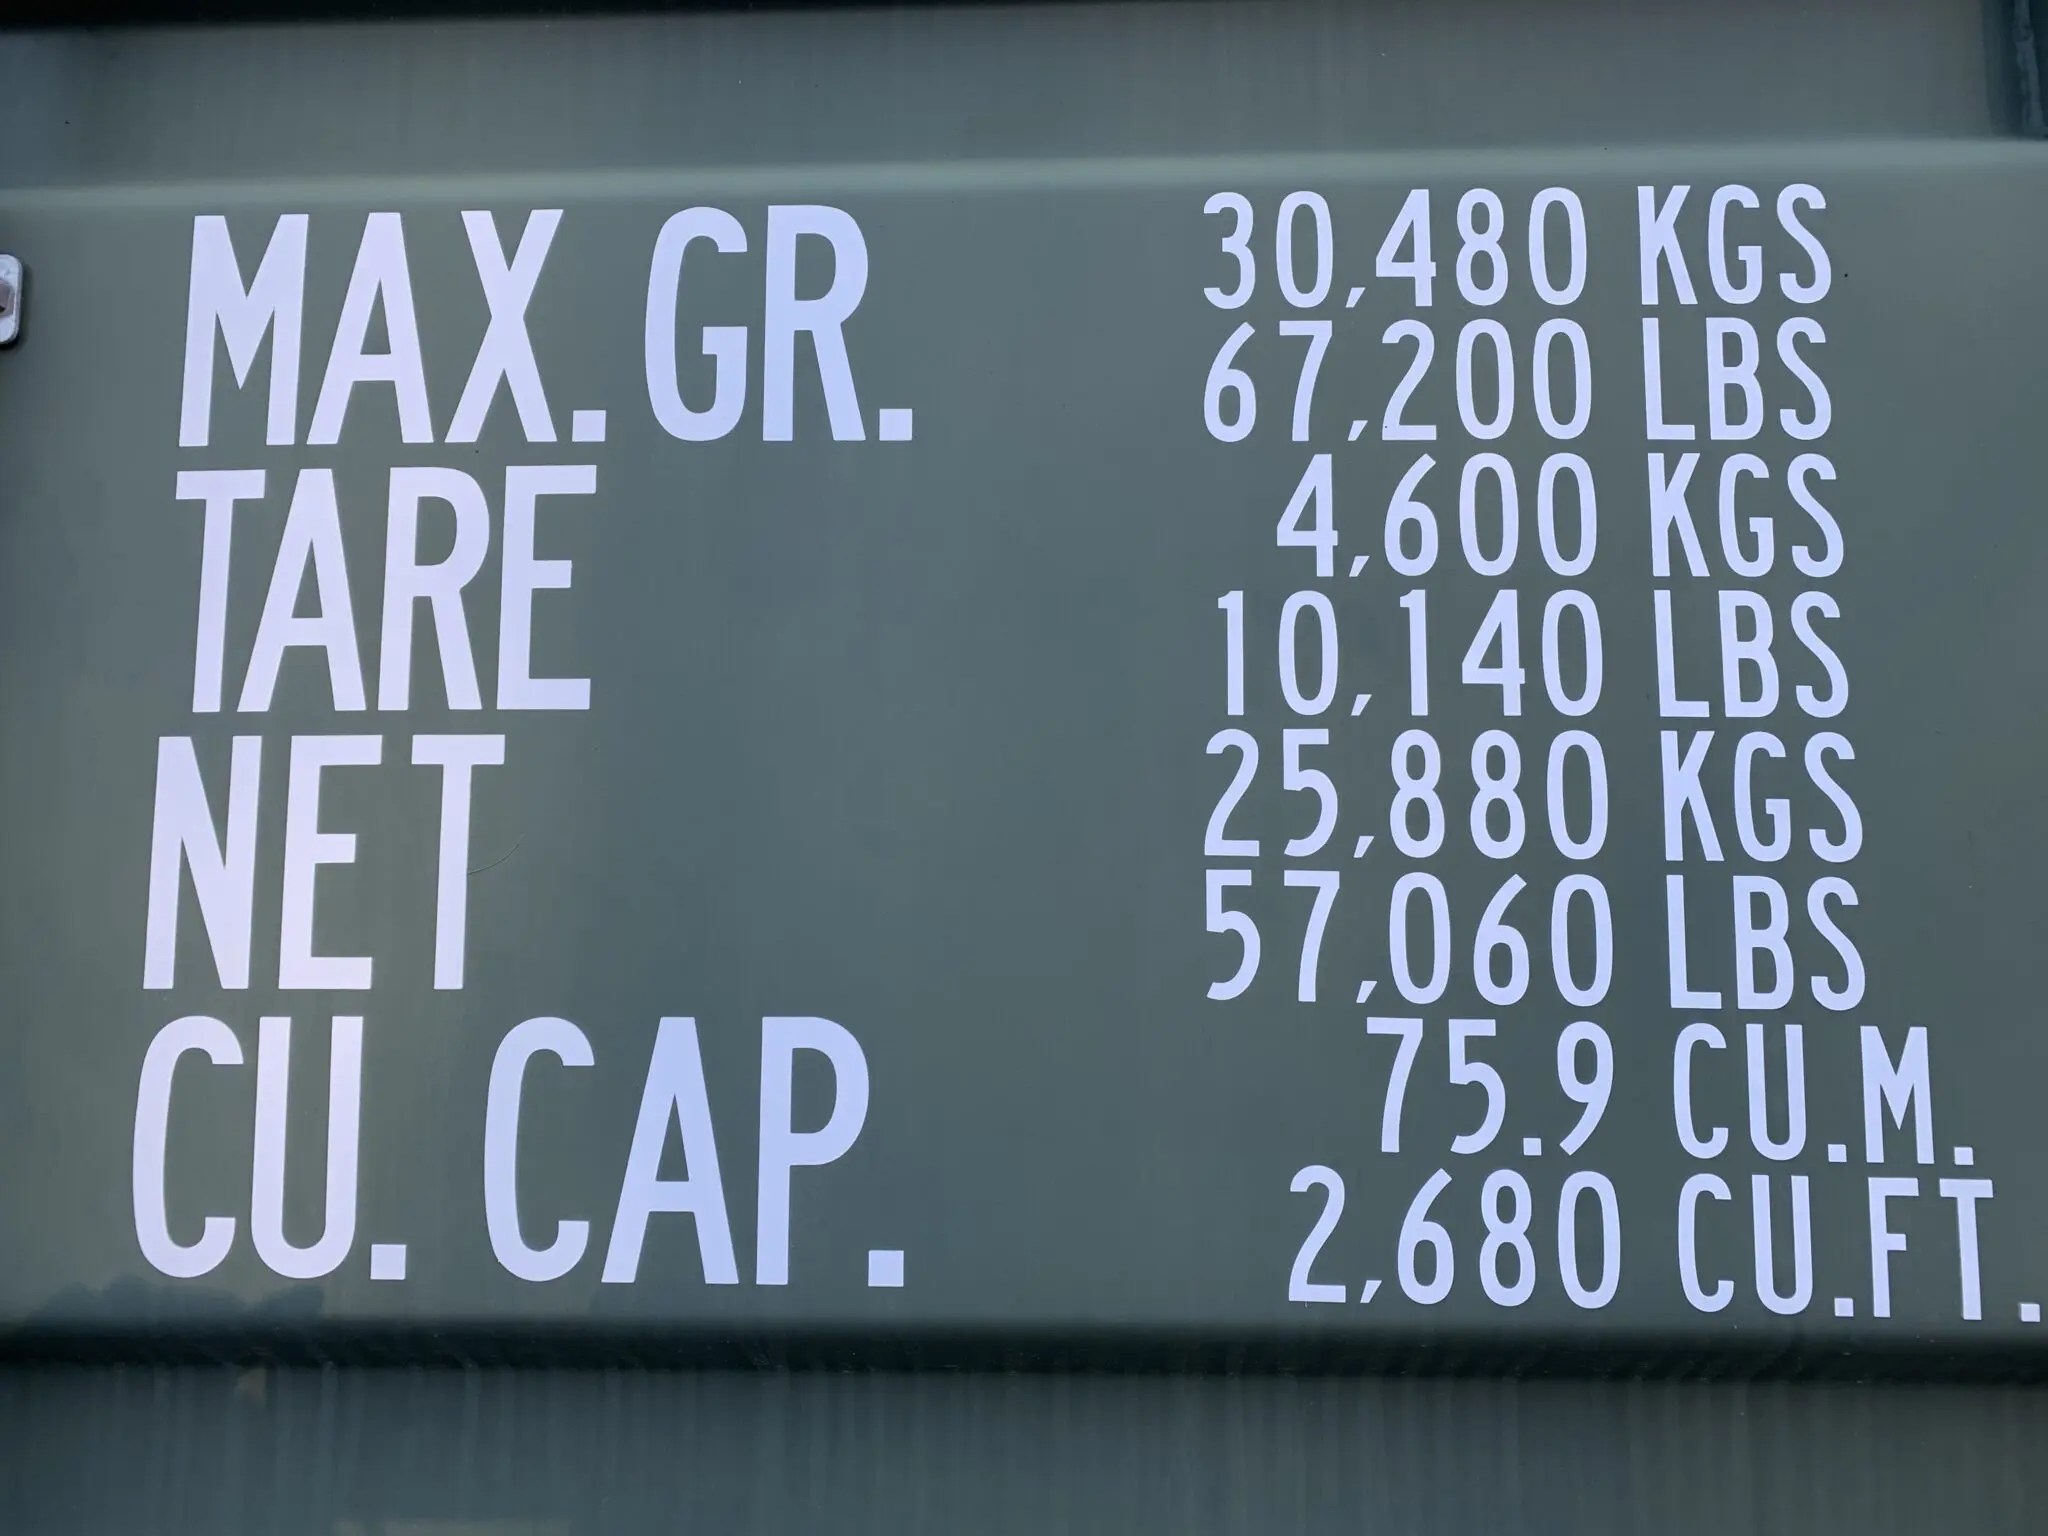 MAX. GR. 30,480 KGS
67,200 LBS
TARE 4,600 KGS
10,140 LBS
NET 25,880 KGS
57,060 LBS
CU. CAP. 75.9 CU.M.
2,680 CU.FT.